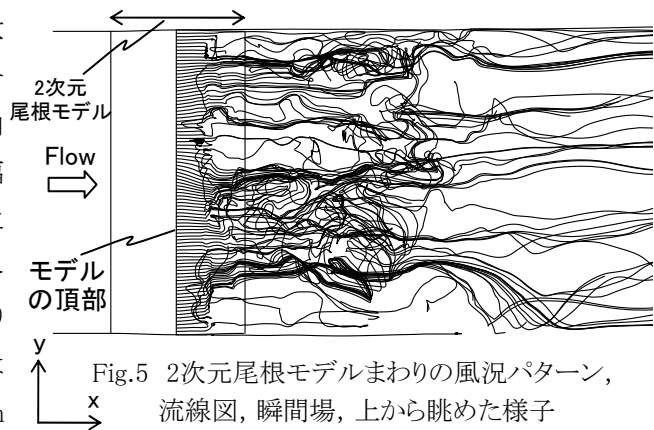 2次元
尾根モデル
Flow
モデル
の頂部
y
x
Fig.5 2次元尾根モデルまわりの風況パターン,
流線図, 瞬間場, 上から眺めた様子